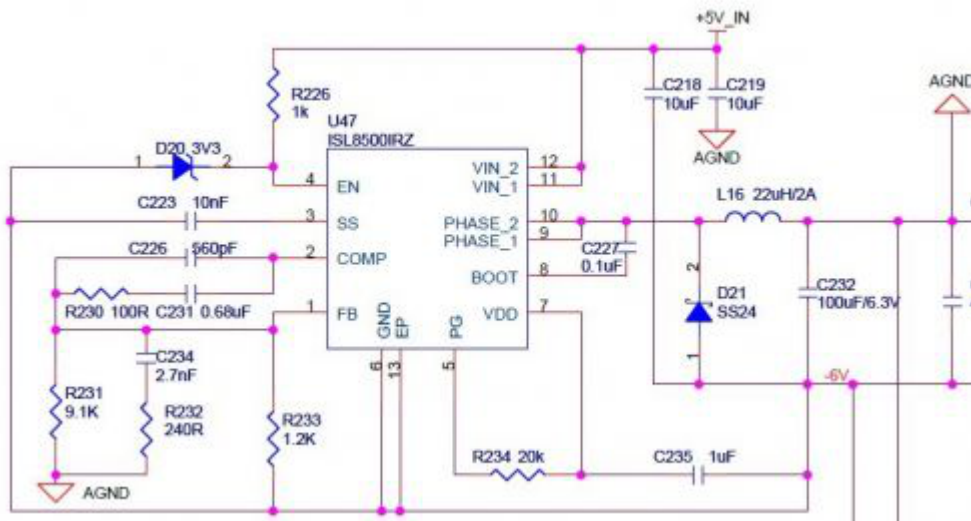 +5V_IN
R226
1k
C218
10uF
C219
10uF
AGND
AGND
U47
ISL8500IRZ
1
D20 3V3
2
4
EN
VIN_2
12
VIN_1
11
L16 22uH/2A
C223 10nF
3
SS
PHASE_2
10
PHASE_1
9
C226 560pF
2
COMP
C227
0.1uF
BOOT
8
2
D21
SS24
1
C232
100uF/6.3V
R230 100R C231 0.68uF
1
FB
GND
EP
PG
VDD
7
C234
2.7nF
6
13
5
-6V
R231
9.1K
R232
240R
R233
1.2K
R234 20k
C235 1uF
AGND